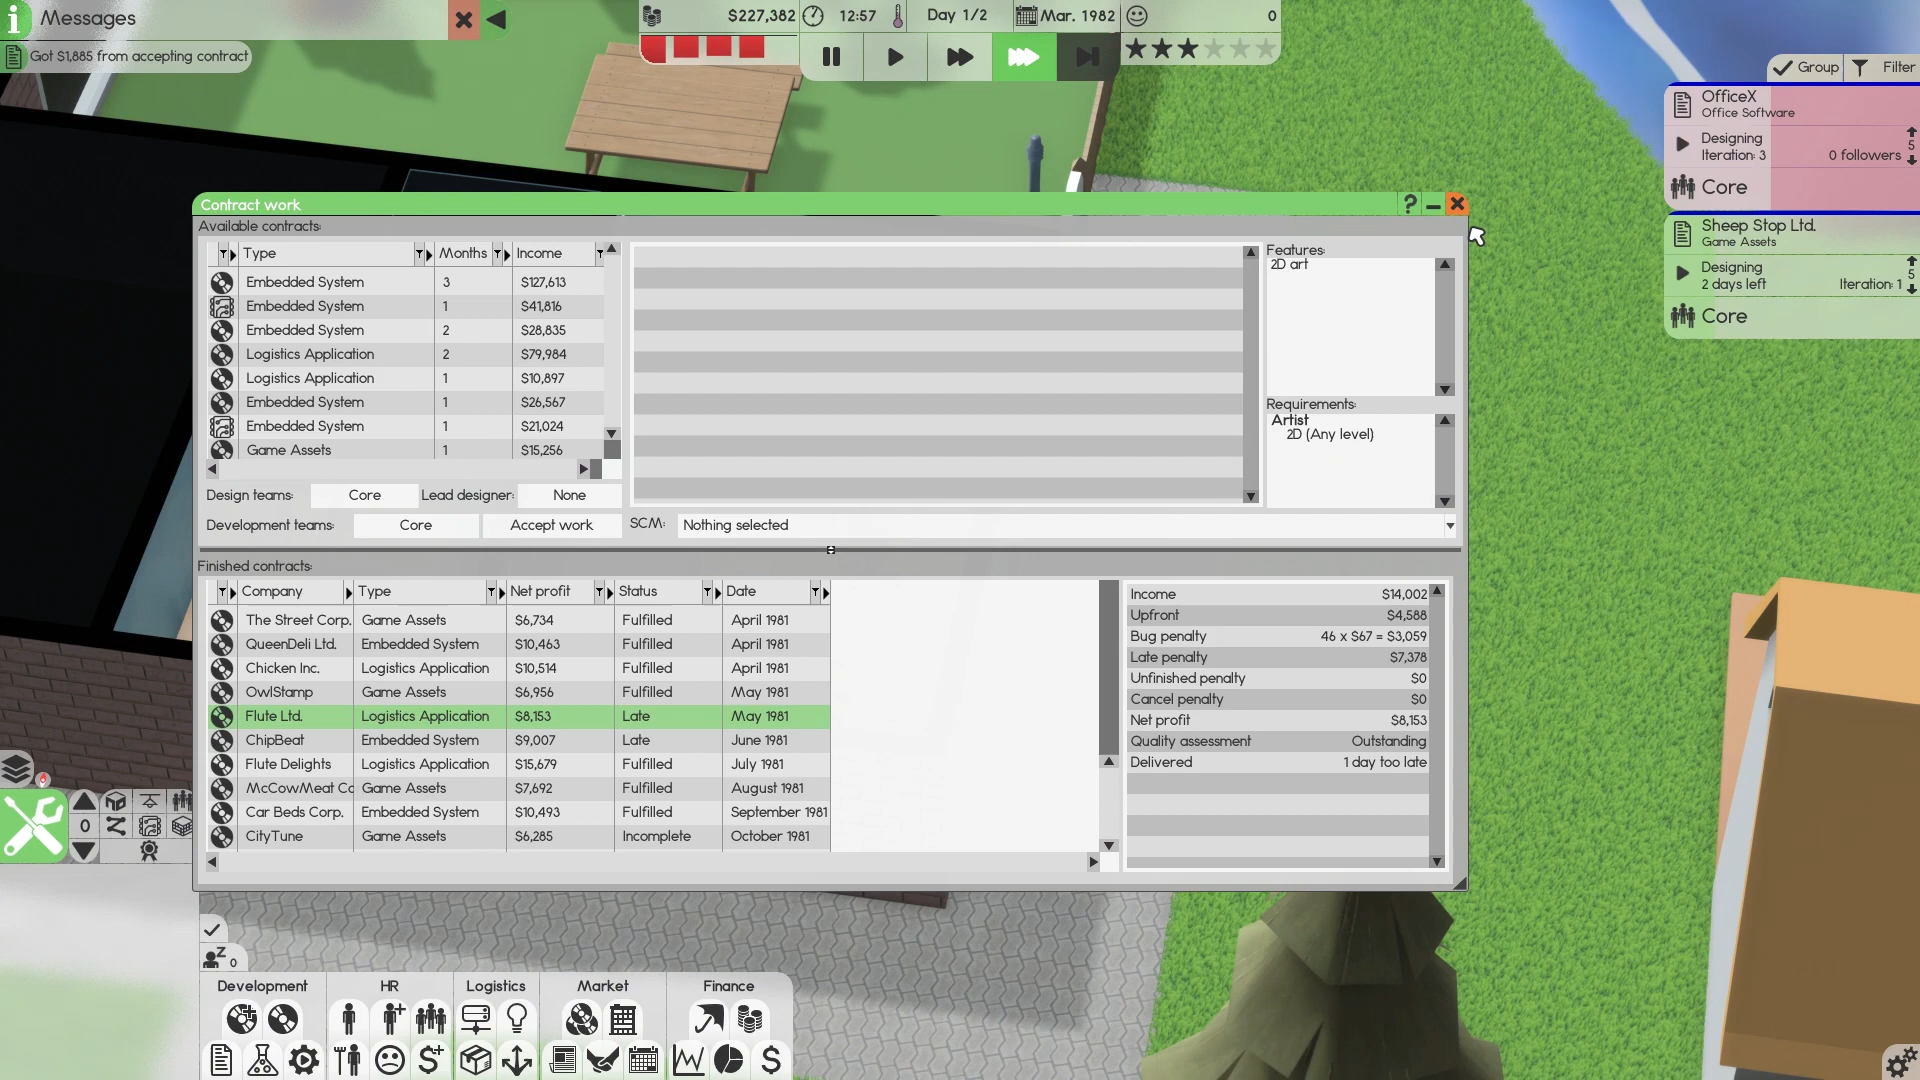 Messages
Got $1,885 from accepting contract
$227,382
12:57
Day 1/2
Mar. 1982
0
Group
Filter
OfficeX
Office Software
Designing
Iteration: 3
0 followers
5
Core
Sheep Stop Ltd.
Game Assets
Designing
2 days left
Iteration: 1
5
Core
Contract work
?
Available contracts:
Type Months Income
Embedded System 3 $127,613
Embedded System 1 $41,816
Embedded System 2 $28,835
Logistics Application 2 $79,984
Logistics Application 1 $10,897
Embedded System 1 $26,567
Embedded System 1 $21,024
Game Assets 1 $15,256
Features:
2D art
Requirements:
Artist
2D (Any level)
Design teams: Core Lead designer: None
Development teams: Core Accept work SCM: Nothing selected
Finished contracts:
Company Type Net profit Status Date
The Street Corp. Game Assets $6,734 Fulfilled April 1981
QueenDeli Ltd. Embedded System $10,463 Fulfilled April 1981
Chicken Inc. Logistics Application $10,514 Fulfilled April 1981
OwlStamp Game Assets $6,956 Fulfilled May 1981
Flute Ltd. Logistics Application $8,153 Late May 1981
ChipBeat Embedded System $9,007 Late June 1981
Flute Delights Logistics Application $15,679 Fulfilled July 1981
McCowMeat Co Game Assets $7,692 Fulfilled August 1981
Car Beds Corp. Embedded System $10,493 Fulfilled September 1981
CityTune Game Assets $6,285 Incomplete October 1981
Income $14,002
Upfront $4,588
Bug penalty 46 x $67 = $3,059
Late penalty $7,378
Unfinished penalty $0
Cancel penalty $0
Net profit $8,153
Quality assessment Outstanding
Delivered 1 day too late
0
Z
0
Development
HR
Logistics
Market
Finance